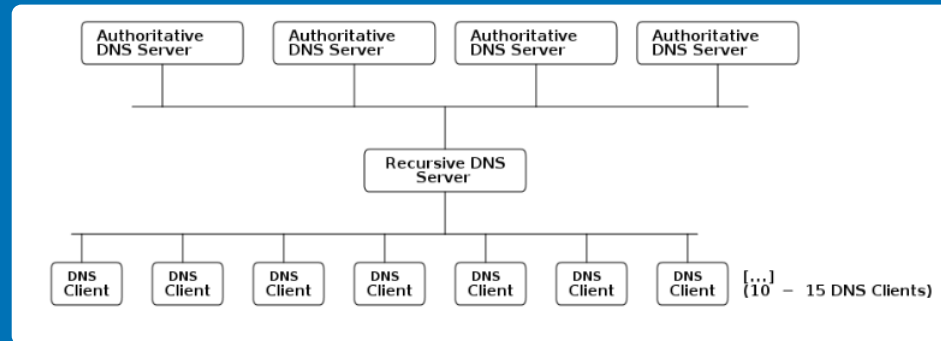 Authoritative
DNS Server
Authoritative
DNS Server
Authoritative
DNS Server
Authoritative
DNS Server
Recursive DNS
Server
DNS
Client
DNS
Client
DNS
Client
DNS
Client
DNS
Client
DNS
Client
DNS
Client
[...]
(10 – 15 DNS Clients)